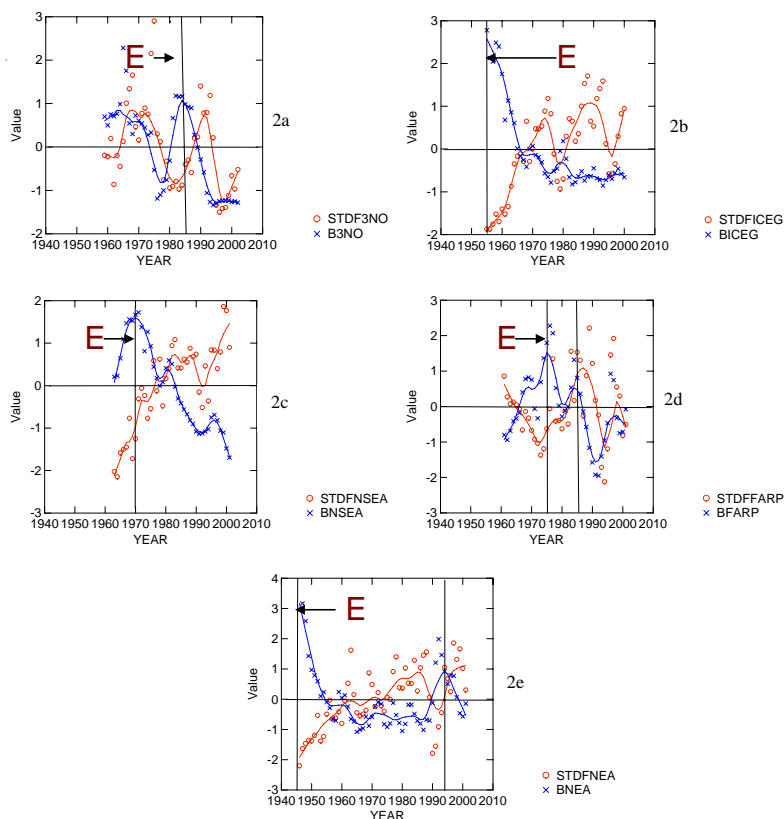 3
2
1
0
-1
-2
Value
E
2a
1940 1950 1960 1970 1980 1990 2000 2010
YEAR
STDF3NO
B3NO
3
2
1
0
-1
-2
Value
E
2b
1940 1950 1960 1970 1980 1990 2000 2010
YEAR
STDFICEG
BICEG
2
1
0
-1
-2
-3
Value
E
2c
1940 1950 1960 1970 1980 1990 2000 2010
YEAR
STDFNSEA
BNSEA
3
2
1
0
-1
-2
-3
Value
E
2d
1940 1950 1960 1970 1980 1990 2000 2010
YEAR
STDFFARP
BFARP
4
3
2
1
0
-1
-2
-3
Value
E
2e
1940 1950 1960 1970 1980 1990 2000 2010
YEAR
STDFNEA
BNEA